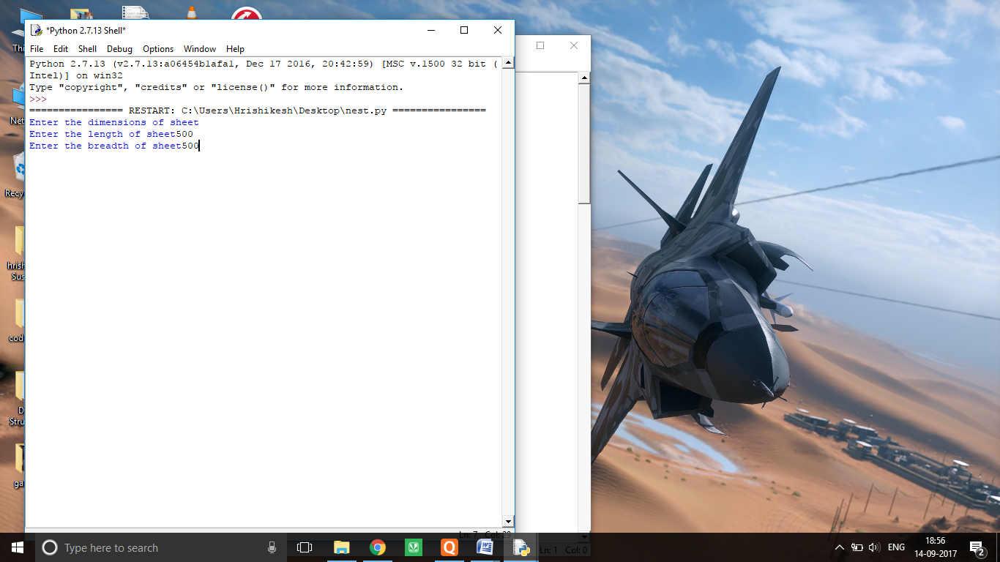 Thi
*Python 2.7.13 Shell*
File Edit Shell Debug Options Window Help
Python 2.7.13 (v2.7.13:a06454b1afa1, Dec 17 2016, 20:42:59) [MSC v.1500 32 bit (
Intel)] on win32
Type "copyright", "credits" or "license()" for more information.
>>>
================ RESTART: C:\Users\Hrishikesh\Desktop\nest.py ================
Enter the dimensions of sheet
Enter the length of sheet500
Enter the breadth of sheet500
Net
Recy
hrish
Sus
cod
D
Stru
ga
Ln: 7 Col: 29
Ln: 1 Col: 0
Type here to search
ENG
18:56
14-09-2017
2